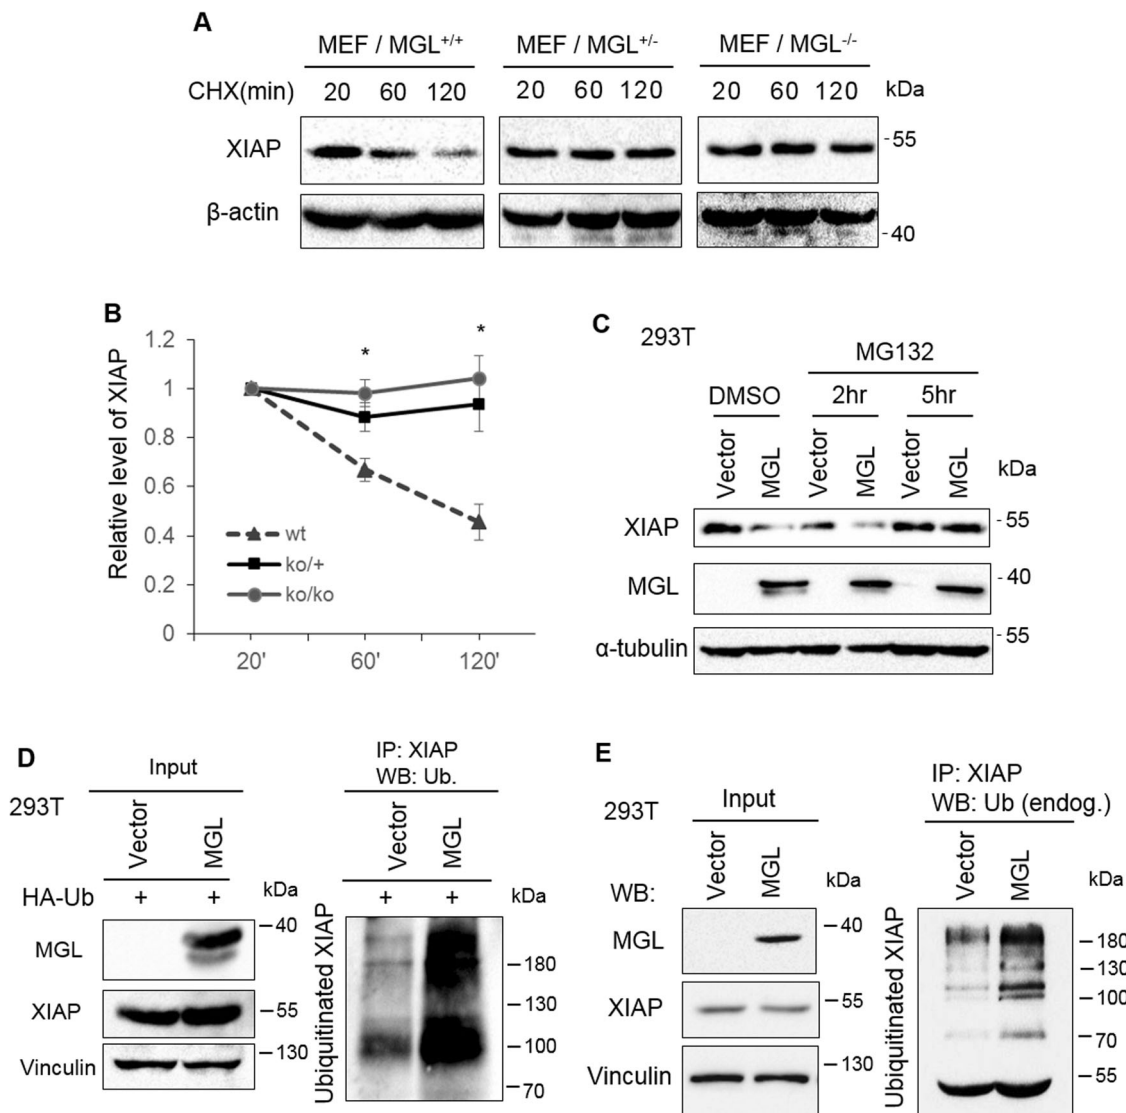 A
MEF / MGL+/+ MEF / MGL+/- MEF / MGL-/-
CHX(min) 20 60 120 20 60 120 20 60 120 kDa
XIAP -55
β-actin -40
B
Relative level of XIAP
1.2
1
0.8
0.6
0.4
0.2
0
* *
wt
ko/+
ko/ko
20' 60' 120'
C
293T
MG132
DMSO 2hr 5hr
Vector MGL Vector MGL Vector MGL kDa
XIAP - 55
MGL - 40
α-tubulin - 55
D
293T
Input
Vector MGL
HA-Ub + + kDa
MGL - 40
XIAP -55
Vinculin - 130
IP: XIAP
WB: Ub.
Vector MGL
+ + kDa
Ubiquitinated XIAP
-180
-130
-100
-70
E
293T
Input
Vector MGL
WB: kDa
MGL -40
XIAP -55
Vinculin -130
IP: XIAP
WB: Ub (endog.)
Vector MGL
kDa
Ubiquitinated XIAP
-180
-130
-100
-70
-55